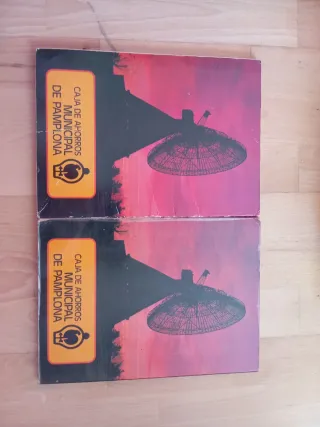 CAJA DE AHORROS
MUNICIPAL
DE PAMPLONA
CAJA DE AHORROS
MUNICIPAL
DE PAMPLONA